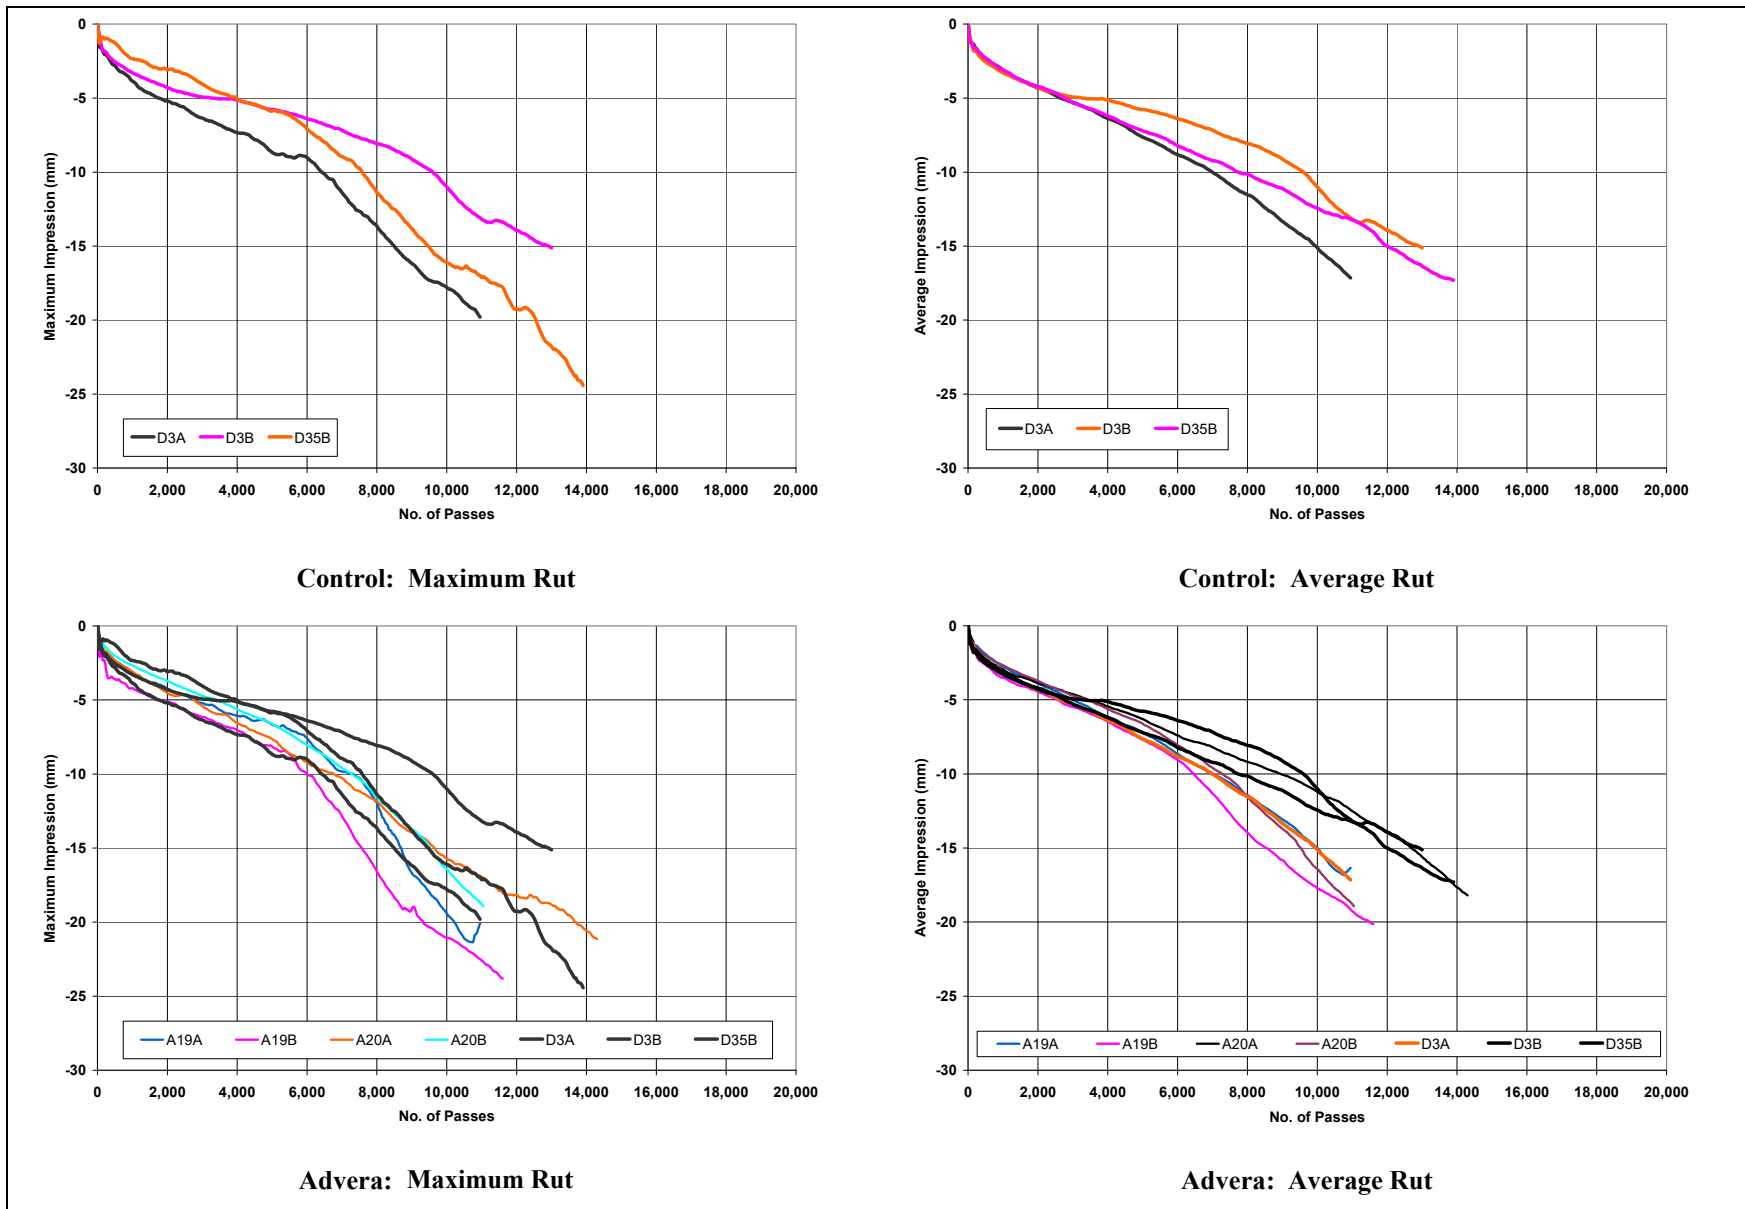 0
-5
-10
-15
-20
-25
-30
Maximum Impression (mm)
D3A D3B D35B
0 2,000 4,000 6,000 8,000 10,000 12,000 14,000 16,000 18,000 20,000
No. of Passes
Control: Maximum Rut
0
-5
-10
-15
-20
-25
-30
Average Impression (mm)
D3A D3B D35B
0 2,000 4,000 6,000 8,000 10,000 12,000 14,000 16,000 18,000 20,000
No. of Passes
Control: Average Rut
0
-5
-10
-15
-20
-25
-30
Maximum Impression (mm)
A19A A19B A20A A20B D3A D3B D35B
0 2,000 4,000 6,000 8,000 10,000 12,000 14,000 16,000 18,000 20,000
No. of Passes
Advera: Maximum Rut
0
-5
-10
-15
-20
-25
-30
Average Impression (mm)
A19A A19B A20A A20B D3A D3B D35B
0 2,000 4,000 6,000 8,000 10,000 12,000 14,000 16,000 18,000 20,000
No. of Passes
Advera: Average Rut